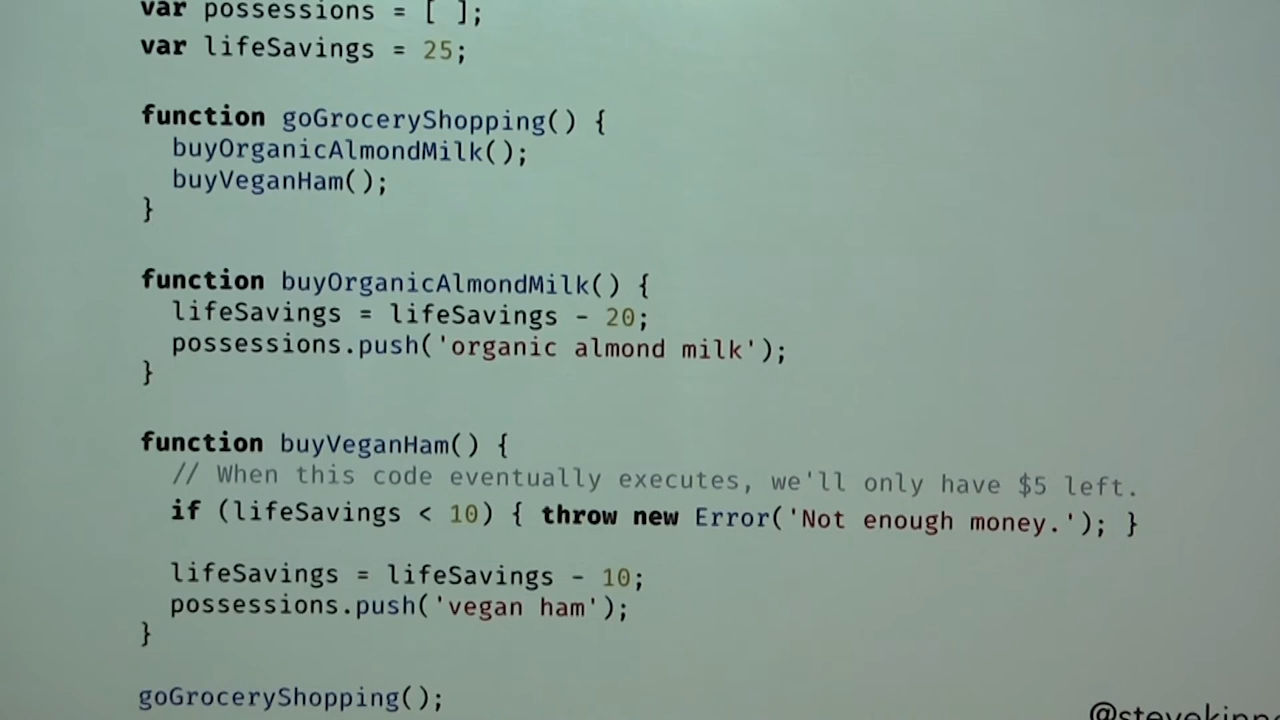 var possessions = [ ];
var lifeSavings = 25;
function goGroceryShopping() {
buyOrganicAlmondMilk();
buyVeganHam();
}
function buyOrganicAlmondMilk() {
lifeSavings = lifeSavings - 20;
possessions.push('organic almond milk');
}
function buyVeganHam() {
// When this code eventually executes, we'll only have $5 left.
if (lifeSavings < 10) { throw new Error('Not enough money.'); }
lifeSavings = lifeSavings - 10;
possessions.push('vegan ham');
}
goGroceryShopping();